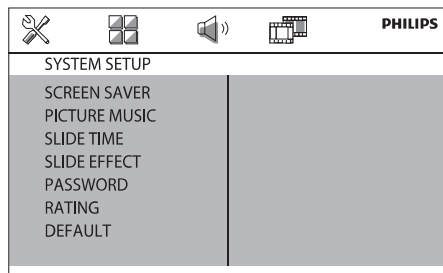 PHILIPS
SYSTEM SETUP
SCREEN SAVER
PICTURE MUSIC
SLIDE TIME
SLIDE EFFECT
PASSWORD
RATING
DEFAULT